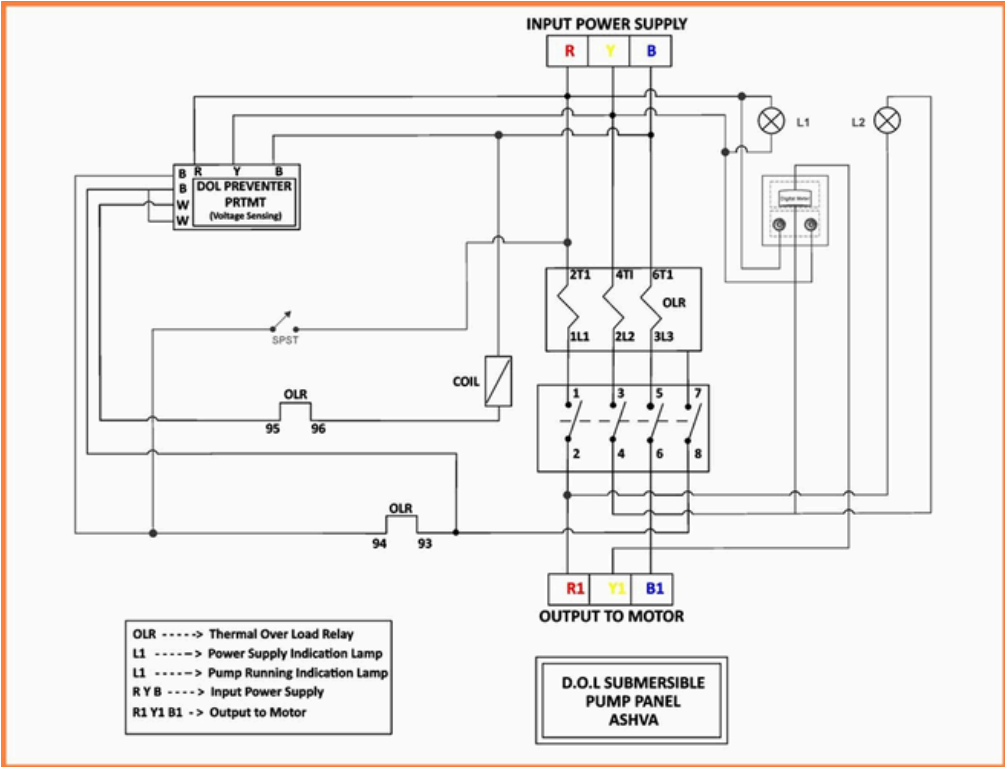 INPUT POWER SUPPLY
R Y B
L1
L2
B R Y B
B
W
W
DOL PREVENTER
PRTMT
(Voltage Sensing)
Digital Meter
2T1 4TI 6T1
OLR
1L1 2L2 3L3
SPST
COIL
OLR
95 96
1 3 5 7
2 4 6 8
OLR
94 93
R1 Y1 B1
OUTPUT TO MOTOR
OLR -----> Thermal Over Load Relay
L1 -----> Power Supply Indication Lamp
L1 -----> Pump Running Indication Lamp
R Y B ----> Input Power Supply
R1 Y1 B1 -> Output to Motor
D.O.L SUBMERSIBLE
PUMP PANEL
ASHVA